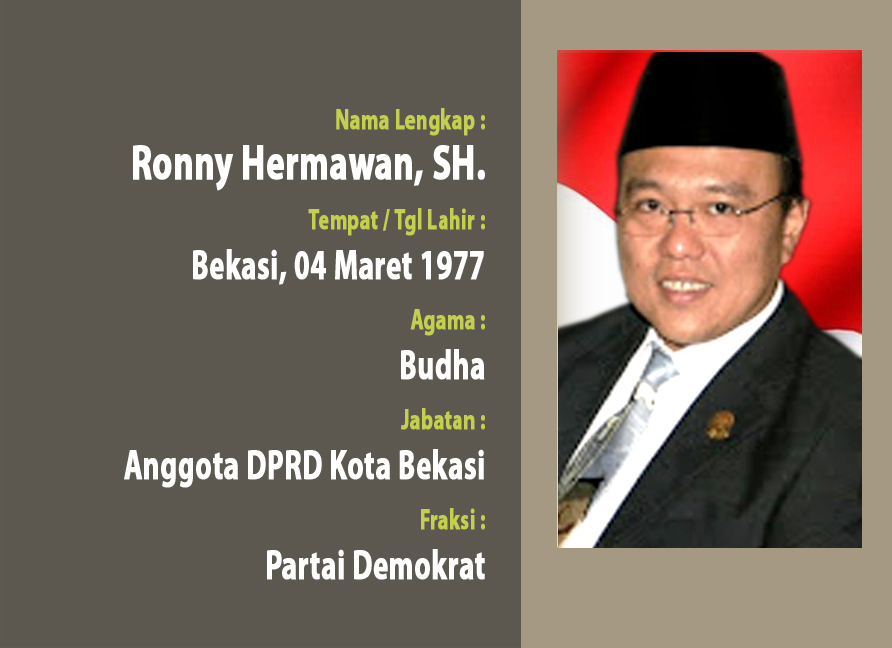 Nama Lengkap :
Ronny Hermawan, SH.
Tempat / Tgl Lahir :
Bekasi, 04 Maret 1977
Agama :
Budha
Jabatan :
Anggota DPRD Kota Bekasi
Fraksi :
Partai Demokrat